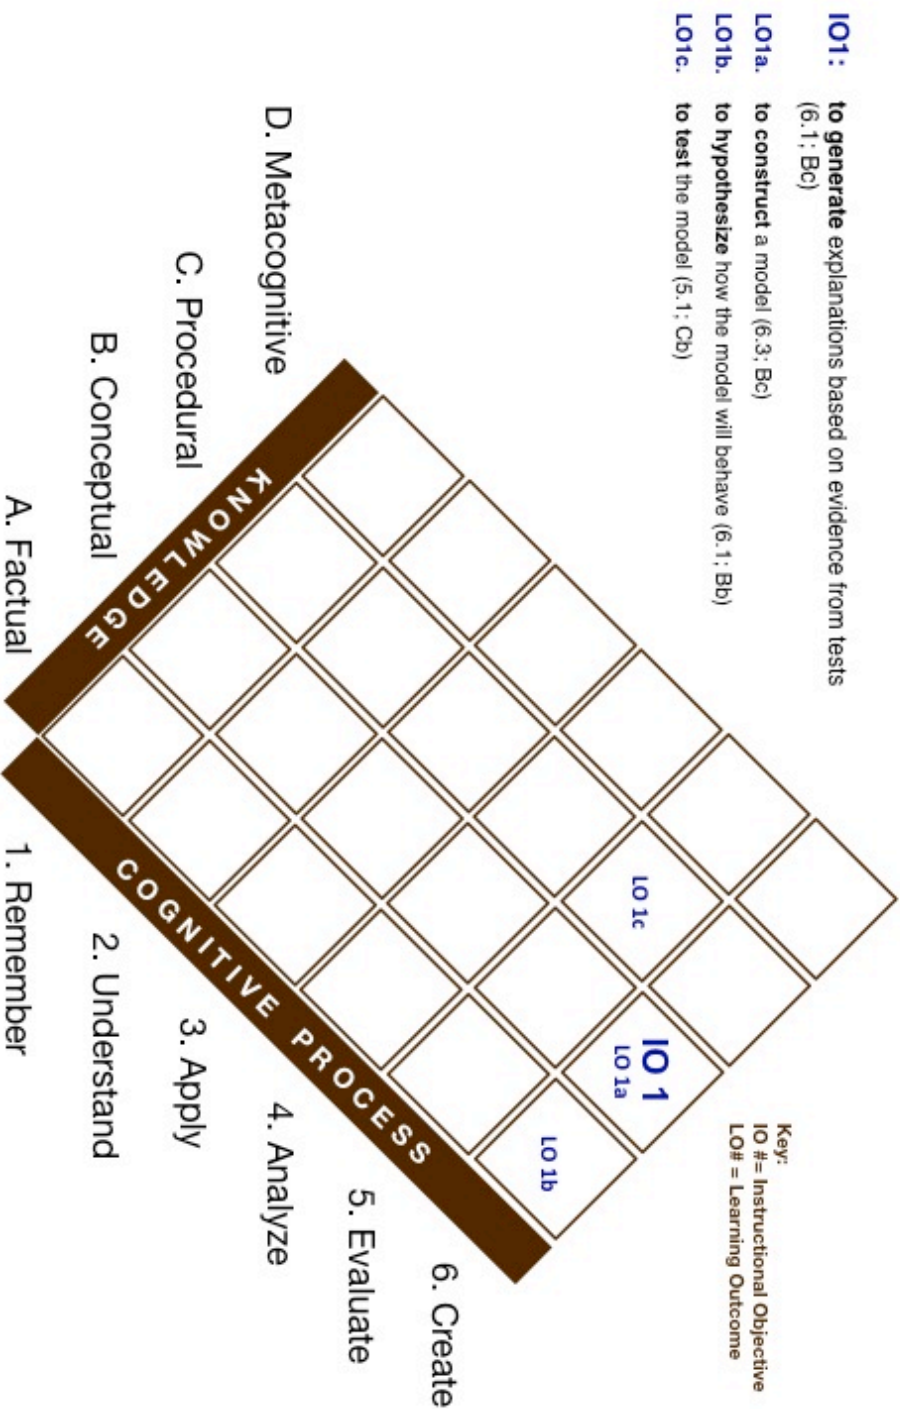 IO1: to generate explanations based on evidence from tests
(6.1; Bc)
LO1a. to construct a model (6.3; Bc)
LO1b. to hypothesize how the model will behave (6.1; Bb)
LO1c. to test the model (5.1; Cb)
Key:
IO #= Instructional Objective
LO# = Learning Outcome
LO 1c
IO 1
LO 1a
LO 1b
D. Metacognitive
C. Procedural
B. Conceptual
A. Factual
KNOWLEDGE
COGNITIVE PROCESS
1. Remember
2. Understand
3. Apply
4. Analyze
5. Evaluate
6. Create